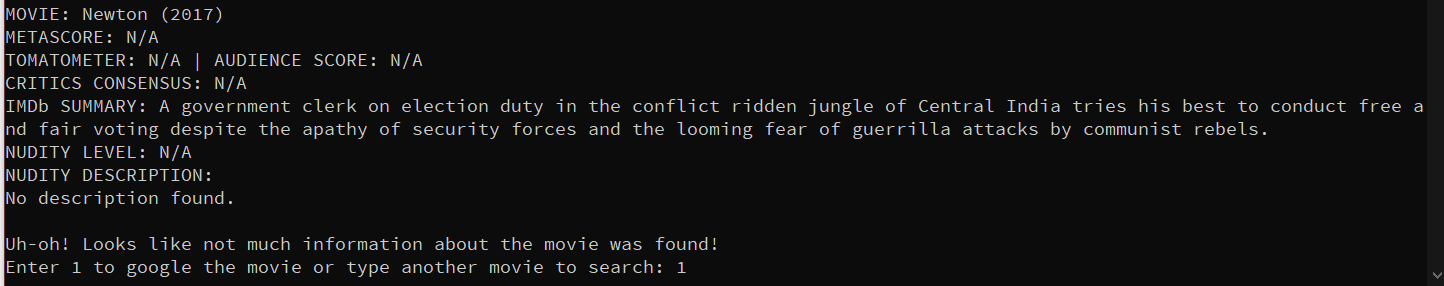 MOVIE: Newton (2017)
METASCORE: N/A
TOMATOMETER: N/A | AUDIENCE SCORE: N/A
CRITICS CONSENSUS: N/A
IMDb SUMMARY: A government clerk on election duty in the conflict ridden jungle of Central India tries his best to conduct free a
nd fair voting despite the apathy of security forces and the looming fear of guerrilla attacks by communist rebels.
NUDITY LEVEL: N/A
NUDITY DESCRIPTION:
No description found.
Uh-oh! Looks like not much information about the movie was found!
Enter 1 to google the movie or type another movie to search: 1